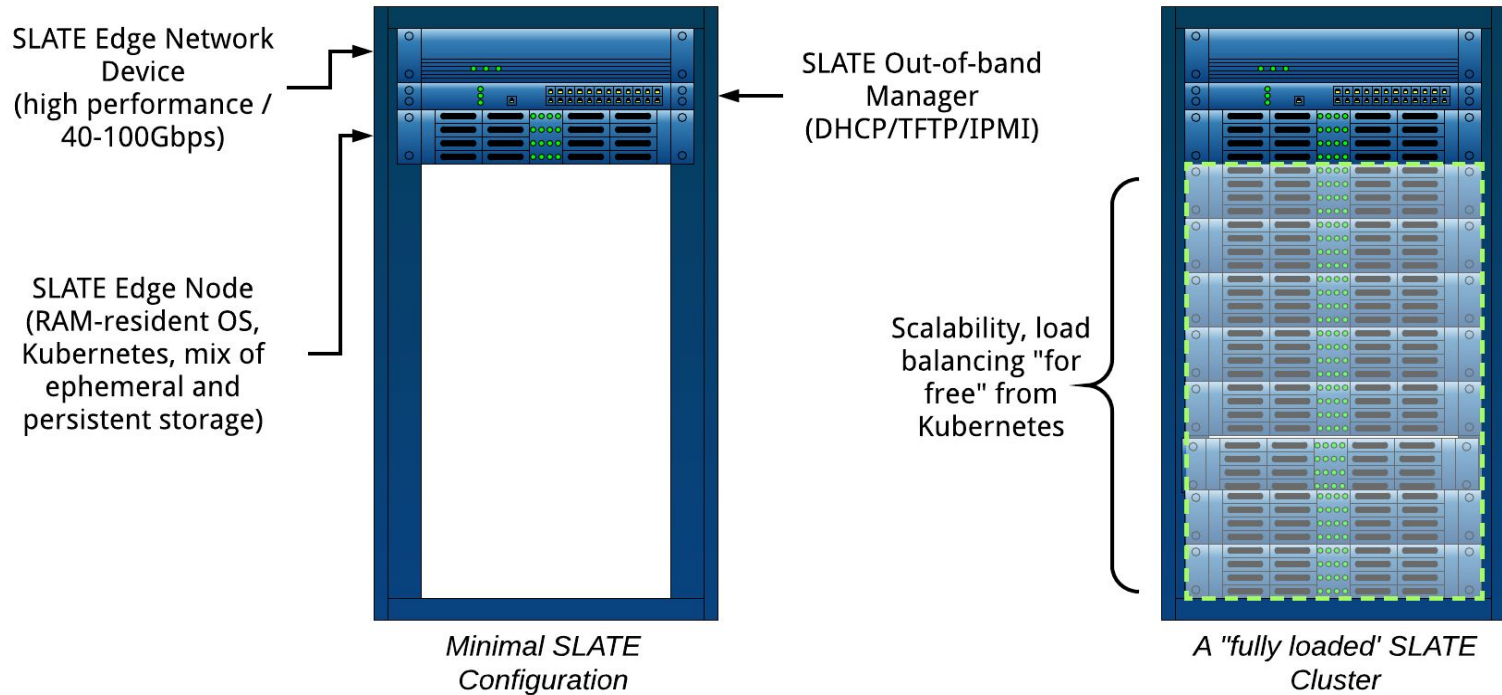 SLATE Edge Network
Device
(high performance /
40-100Gbps)
SLATE Out-of-band
Manager
(DHCP/TFTP/IPMI)
SLATE Edge Node
(RAM-resident OS,
Kubernetes, mix of
ephemeral and
persistent storage)
Scalability, load
balancing "for
free" from
Kubernetes
Minimal SLATE
Configuration
A "fully loaded' SLATE
Cluster